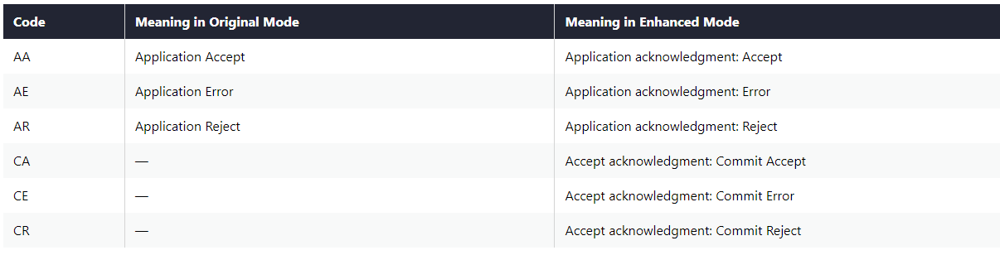 Code Meaning in Original Mode Meaning in Enhanced Mode
AA Application Accept Application acknowledgment: Accept
AE Application Error Application acknowledgment: Error
AR Application Reject Application acknowledgment: Reject
CA — Accept acknowledgment: Commit Accept
CE — Accept acknowledgment: Commit Error
CR — Accept acknowledgment: Commit Reject